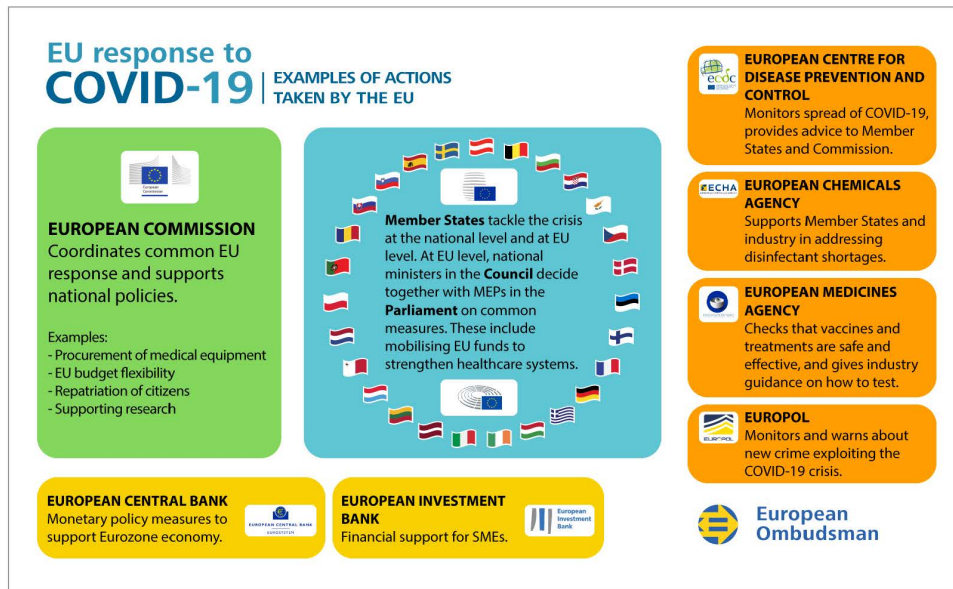 EU response to
COVID-19
EXAMPLES OF ACTIONS
TAKEN BY THE EU
European
Commission
EUROPEAN COMMISSION
Coordinates common EU
response and supports
national policies.
Examples:
- Procurement of medical equipment
- EU budget flexibility
- Repatriation of citizens
- Supporting research
Member States tackle the crisis
at the national level and at EU
level. At EU level, national
ministers in the Council decide
together with MEPs in the
Parliament on common
measures. These include
mobilising EU funds to
strengthen healthcare systems.
ecdc
EUROPEAN CENTRE FOR
DISEASE PREVENTION AND
CONTROL
Monitors spread of COVID-19,
provides advice to Member
States and Commission.
ECHA
EUROPEAN CHEMICALS
AGENCY
Supports Member States and
industry in addressing
disinfectant shortages.
EUROPEAN MEDICINES
AGENCY
Checks that vaccines and
treatments are safe and
effective, and gives industry
guidance on how to test.
EUROPOL
EUROPOL
Monitors and warns about
new crime exploiting the
COVID-19 crisis.
EUROPEAN CENTRAL BANK
Monetary policy measures to
support Eurozone economy.
EUROPEAN CENTRAL BANK
EUROSYSTEM
EUROPEAN INVESTMENT
BANK
Financial support for SMEs.
European
Investment
Bank
European
Ombudsman